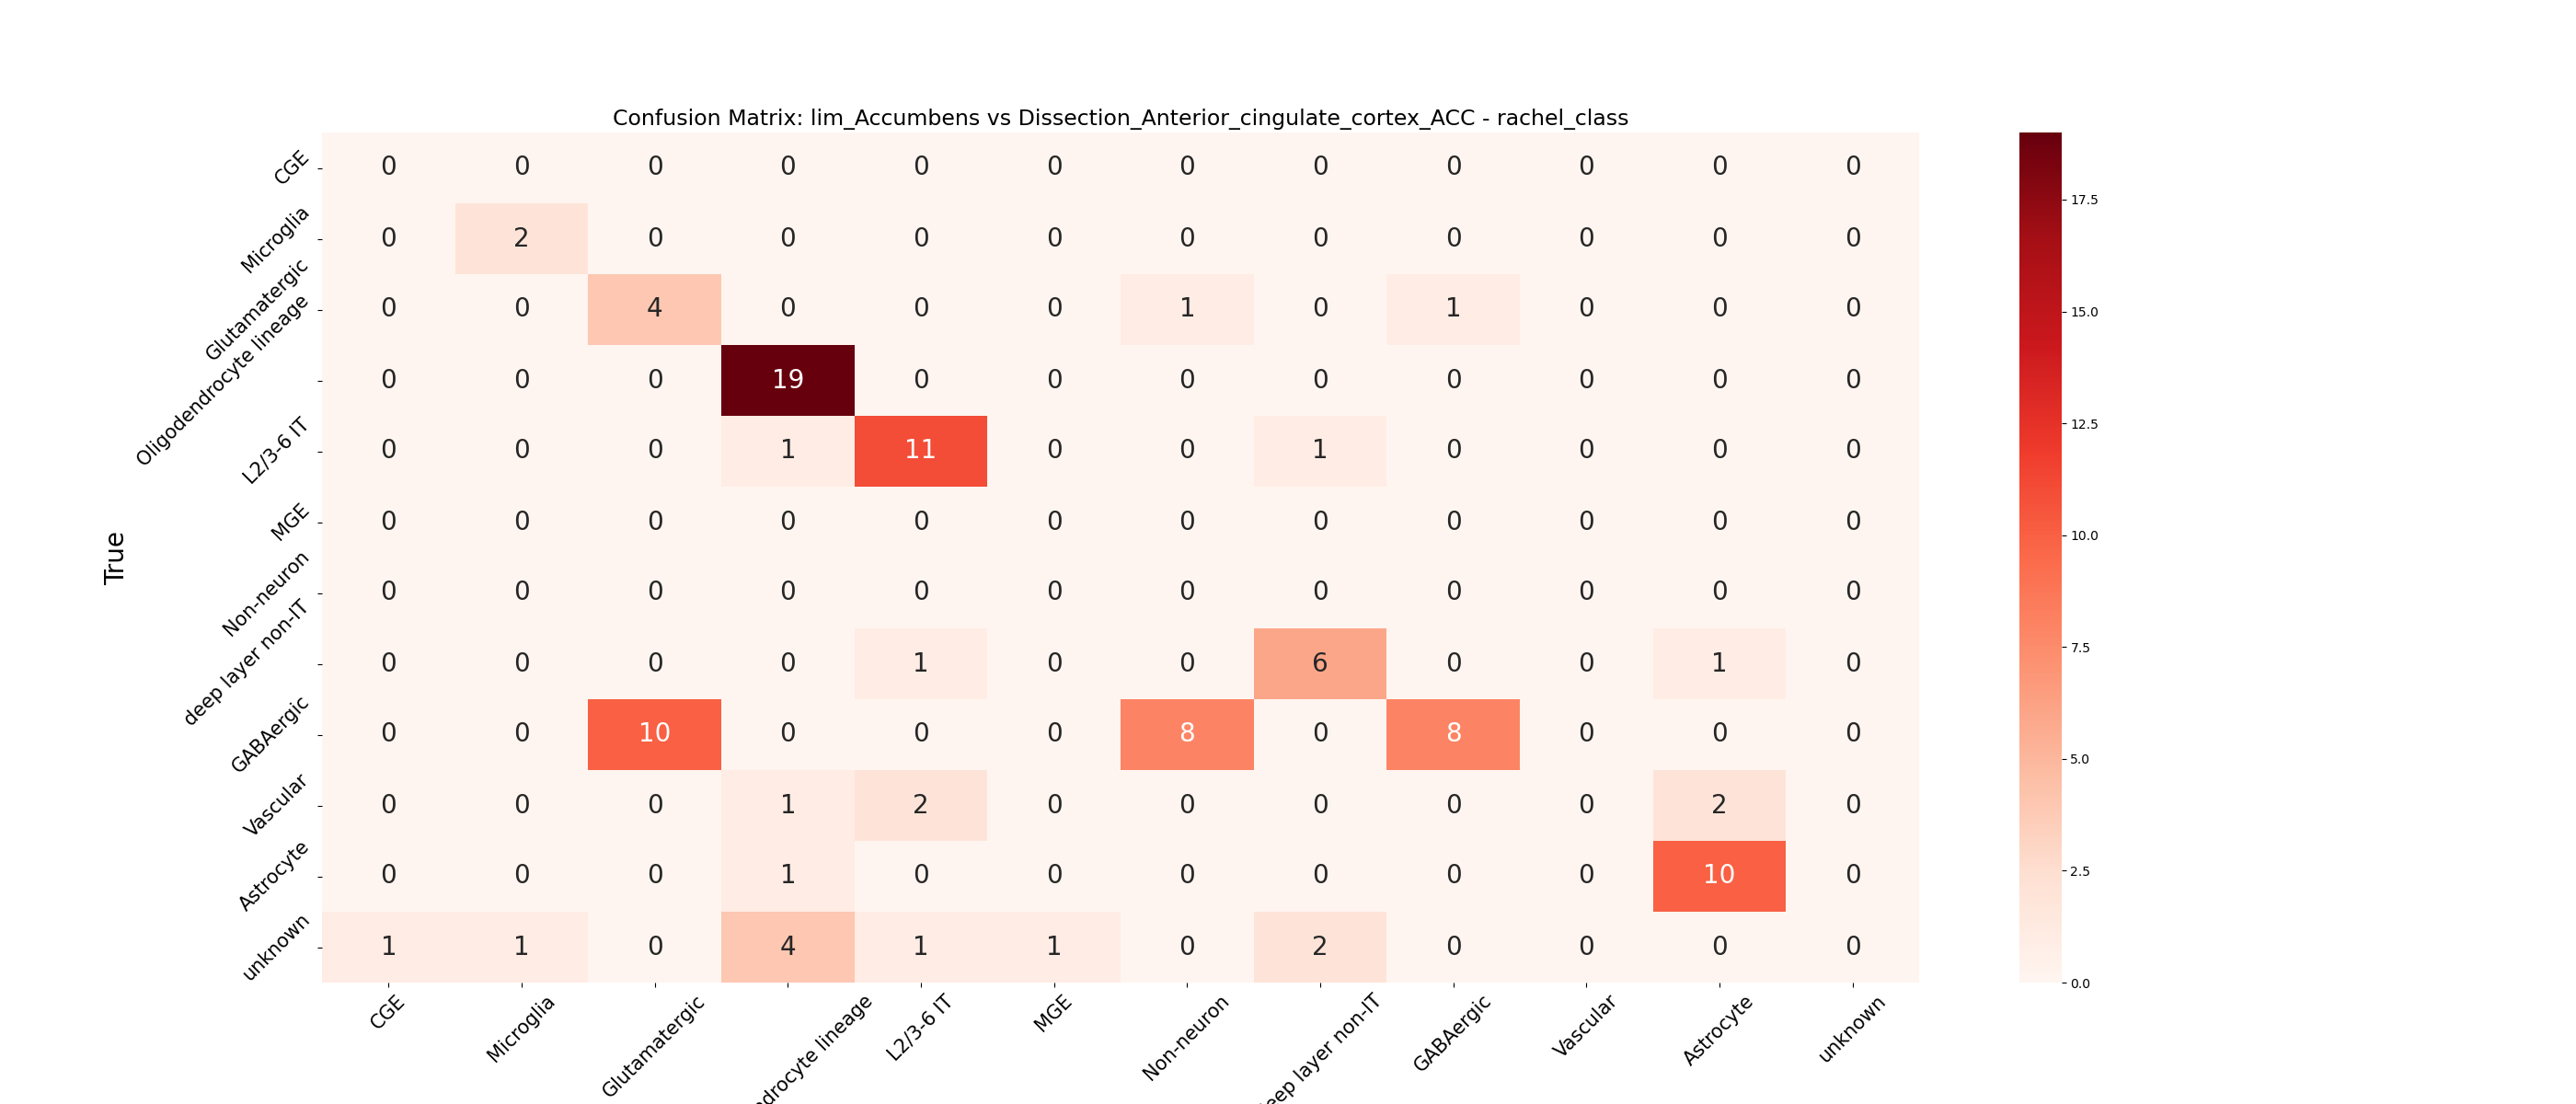 Confusion Matrix: lim_Accumbens vs Dissection_Anterior_cingulate_cortex_ACC - rachel_class
CGE 0 0 0 0 0 0 0 0 0 0 0 0
Microglia 0 2 0 0 0 0 0 0 0 0 0 0
Glutamatergic 0 0 4 0 0 0 1 0 1 0 0 0
Oligodendrocyte lineage 0 0 0 19 0 0 0 0 0 0 0 0
L2/3-6 IT 0 0 0 1 11 0 0 1 0 0 0 0
MGE 0 0 0 0 0 0 0 0 0 0 0 0
Non-neuron 0 0 0 0 0 0 0 0 0 0 0 0
deep layer non-IT 0 0 0 0 1 0 0 6 0 0 1 0
GABAergic 0 0 10 0 0 0 8 0 8 0 0 0
Vascular 0 0 0 1 2 0 0 0 0 0 2 0
Astrocyte 0 0 0 1 0 0 0 0 0 0 10 0
unknown 1 1 0 4 1 1 0 2 0 0 0 0
True
CGE
Microglia
Glutamatergic
lineage
L2/3-6 IT
MGE
Non-neuron
layer non-IT
GABAergic
Vascular
Astrocyte
unknown
17.5
15.0
12.5
10.0
7.5
5.0
2.5
0.0